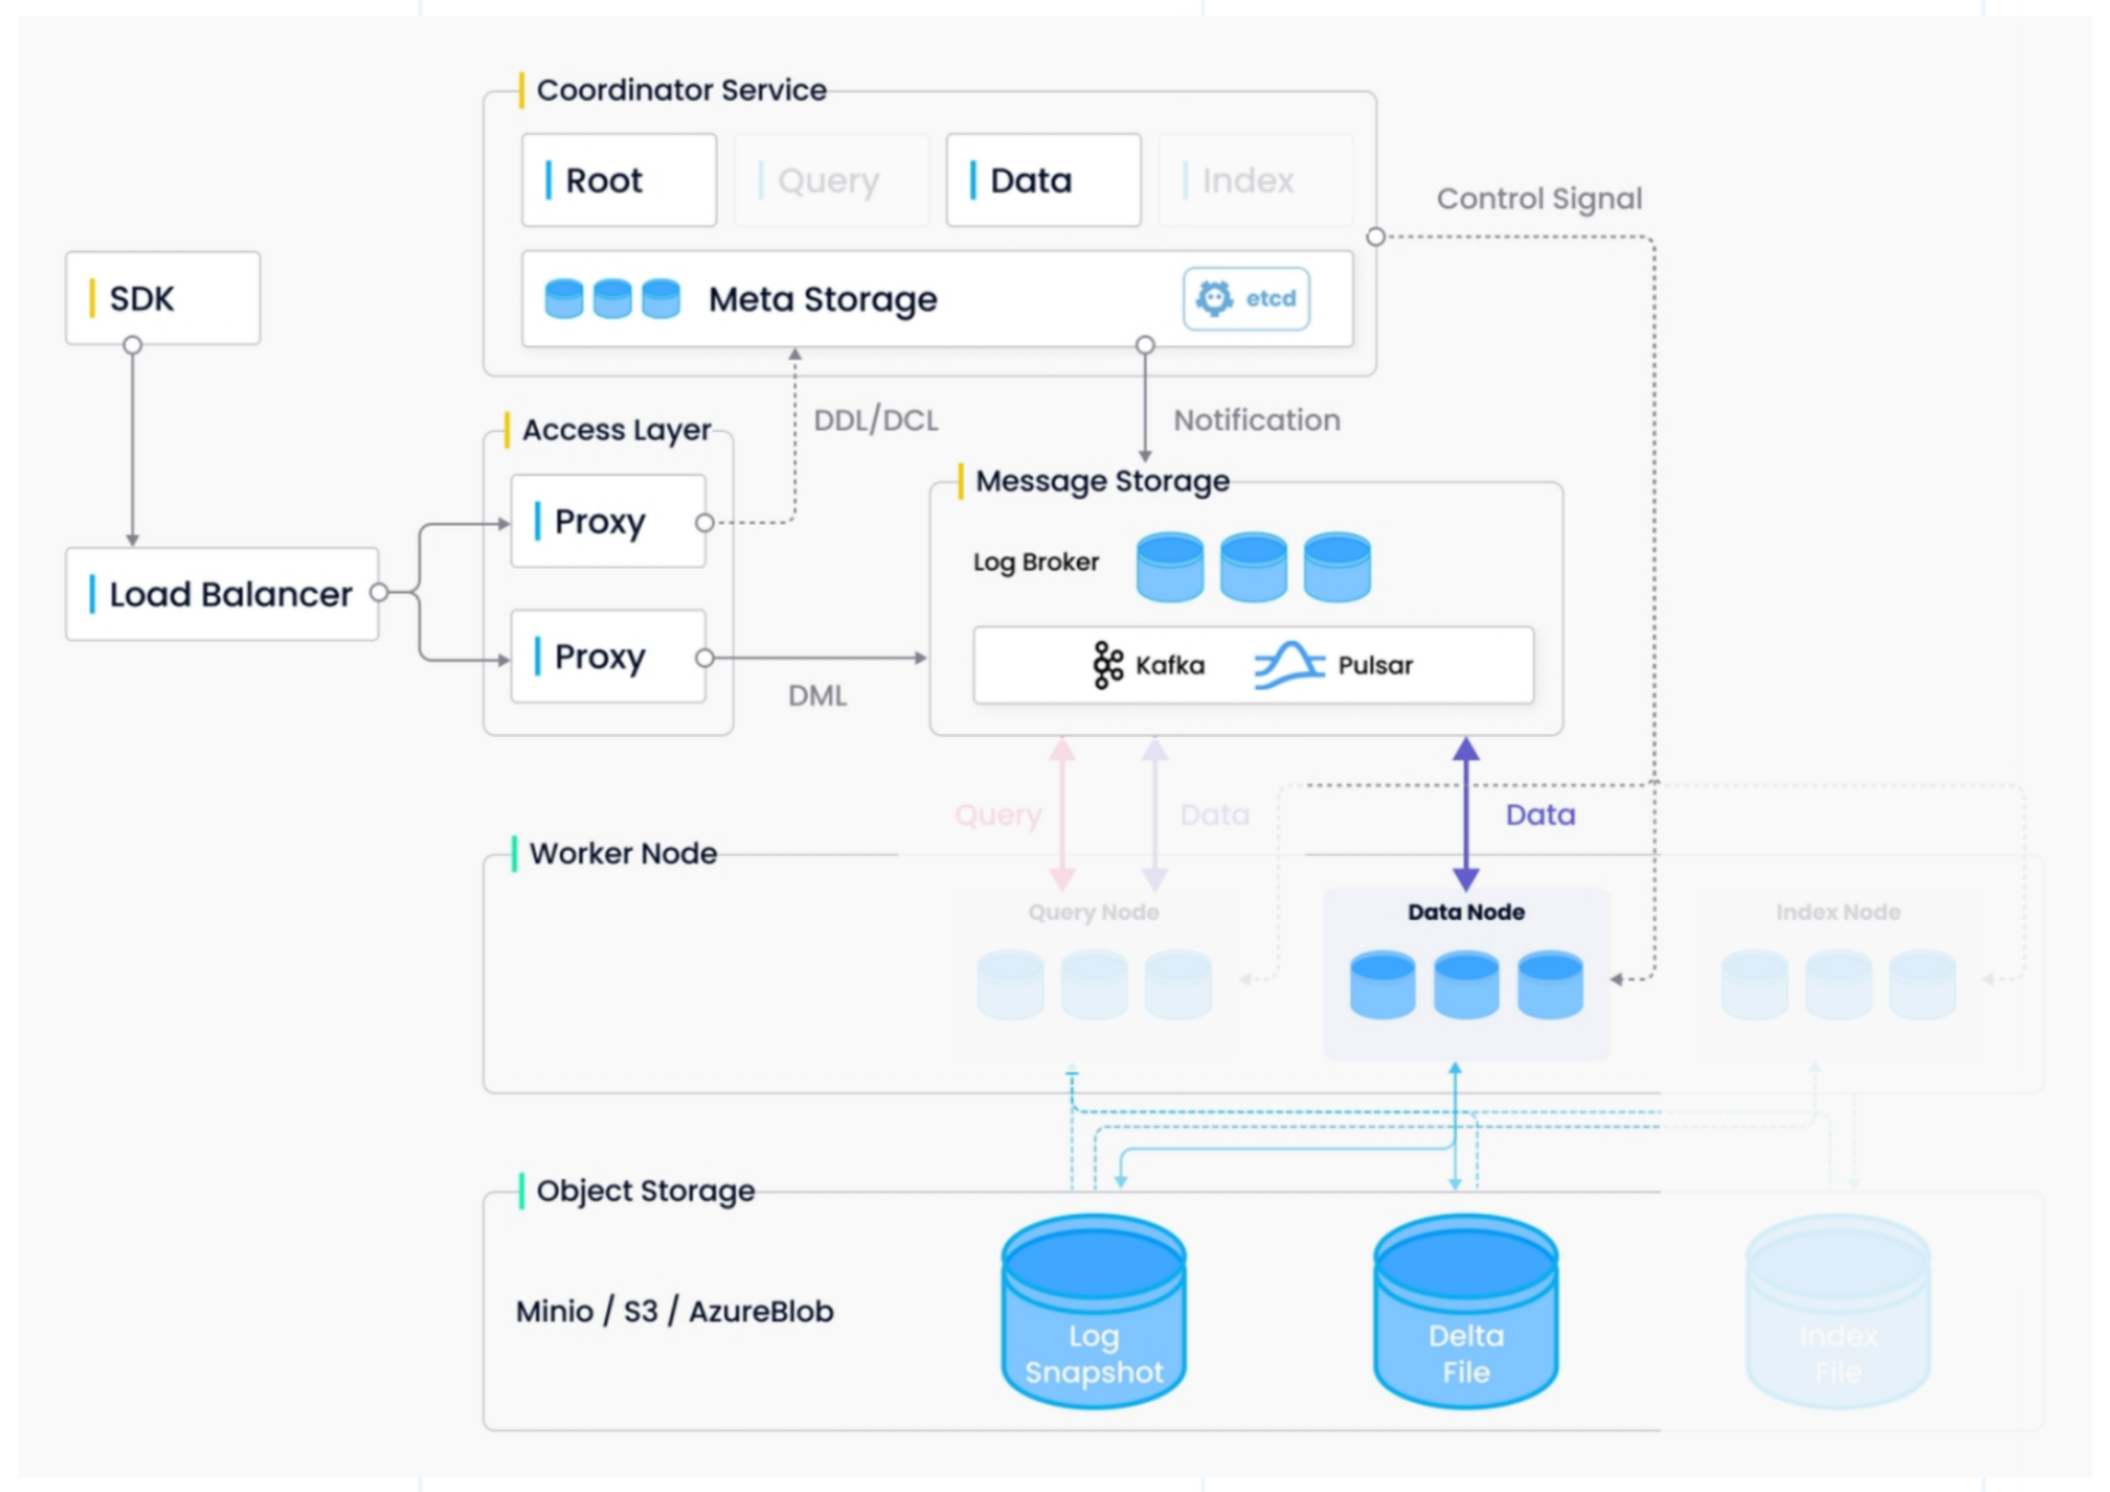 Coordinator Service
Root
Query
Data
Index
Control Signal
SDK
Meta Storage
etcd
DDL/DCL
Notification
Access Layer
Message Storage
Proxy
Log Broker
Load Balancer
Proxy
Kafka
Pulsar
DML
Query
Data
Data
Worker Node
Query Node
Data Node
Index Node
Object Storage
Minio / S3 / AzureBlob
Log
Snapshot
Delta
File
Index
File